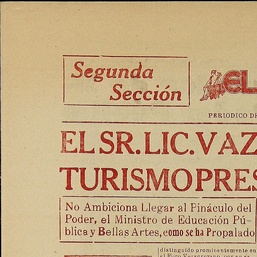 Segunda
Sección
EL
PERIODICO DE
EL SR. LIC. VAZ
TURISMO PRES
No Ambiciona Llegar al Pináculo del
Poder, el Ministro de Educación Pú-
blica y Bellas Artes, como se ha Propalado
distinguido prominentemente en